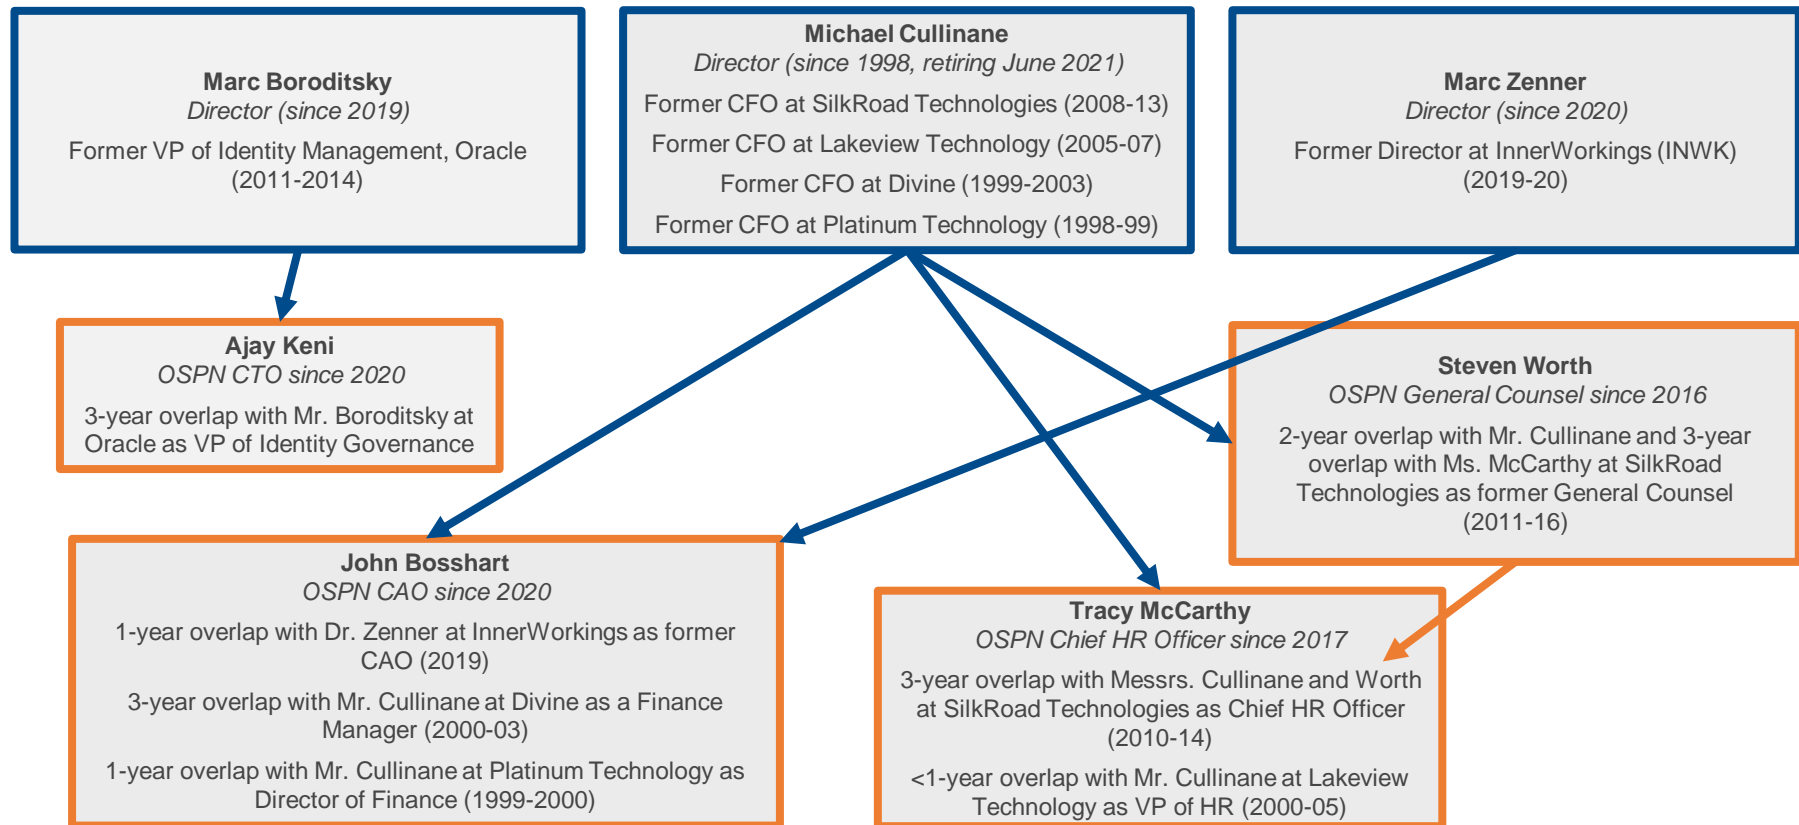 Marc Boroditsky
Director (since 2019)
Former VP of Identity Management, Oracle
(2011-2014)
Michael Cullinane
Director (since 1998, retiring June 2021)
Former CFO at SilkRoad Technologies (2008-13)
Former CFO at Lakeview Technology (2005-07)
Former CFO at Divine (1999-2003)
Former CFO at Platinum Technology (1998-99)
Marc Zenner
Director (since 2020)
Former Director at InnerWorkings (INWK)
(2019-20)
Ajay Keni
OSPN CTO since 2020
3-year overlap with Mr. Boroditsky at
Oracle as VP of Identity Governance
Steven Worth
OSPN General Counsel since 2016
2-year overlap with Mr. Cullinane and 3-year
overlap with Ms. McCarthy at SilkRoad
Technologies as former General Counsel
(2011-16)
John Bosshart
OSPN CAO since 2020
1-year overlap with Dr. Zenner at InnerWorkings as former
CAO (2019)
3-year overlap with Mr. Cullinane at Divine as a Finance
Manager (2000-03)
1-year overlap with Mr. Cullinane at Platinum Technology as
Director of Finance (1999-2000)
Tracy McCarthy
OSPN Chief HR Officer since 2017
3-year overlap with Messrs. Cullinane and Worth
at SilkRoad Technologies as Chief HR Officer
(2010-14)
<1-year overlap with Mr. Cullinane at Lakeview
Technology as VP of HR (2000-05)